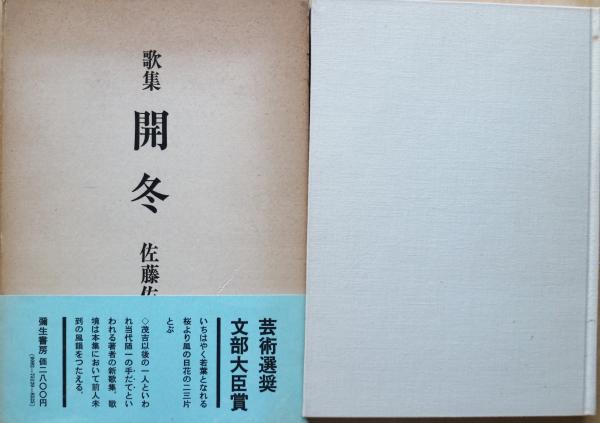 歌集
開冬
佐藤佐
芸術選奨
文部大臣賞
いちはやく若葉となれる
桜より風の日花の二三片
とぶ
◇茂吉以後の一人といわ
れ当代随一の手だてとい
われる著者の新歌集。歌
境は本集において前人未
到の風韻をつたえる。
彌生書房 価二八〇〇円